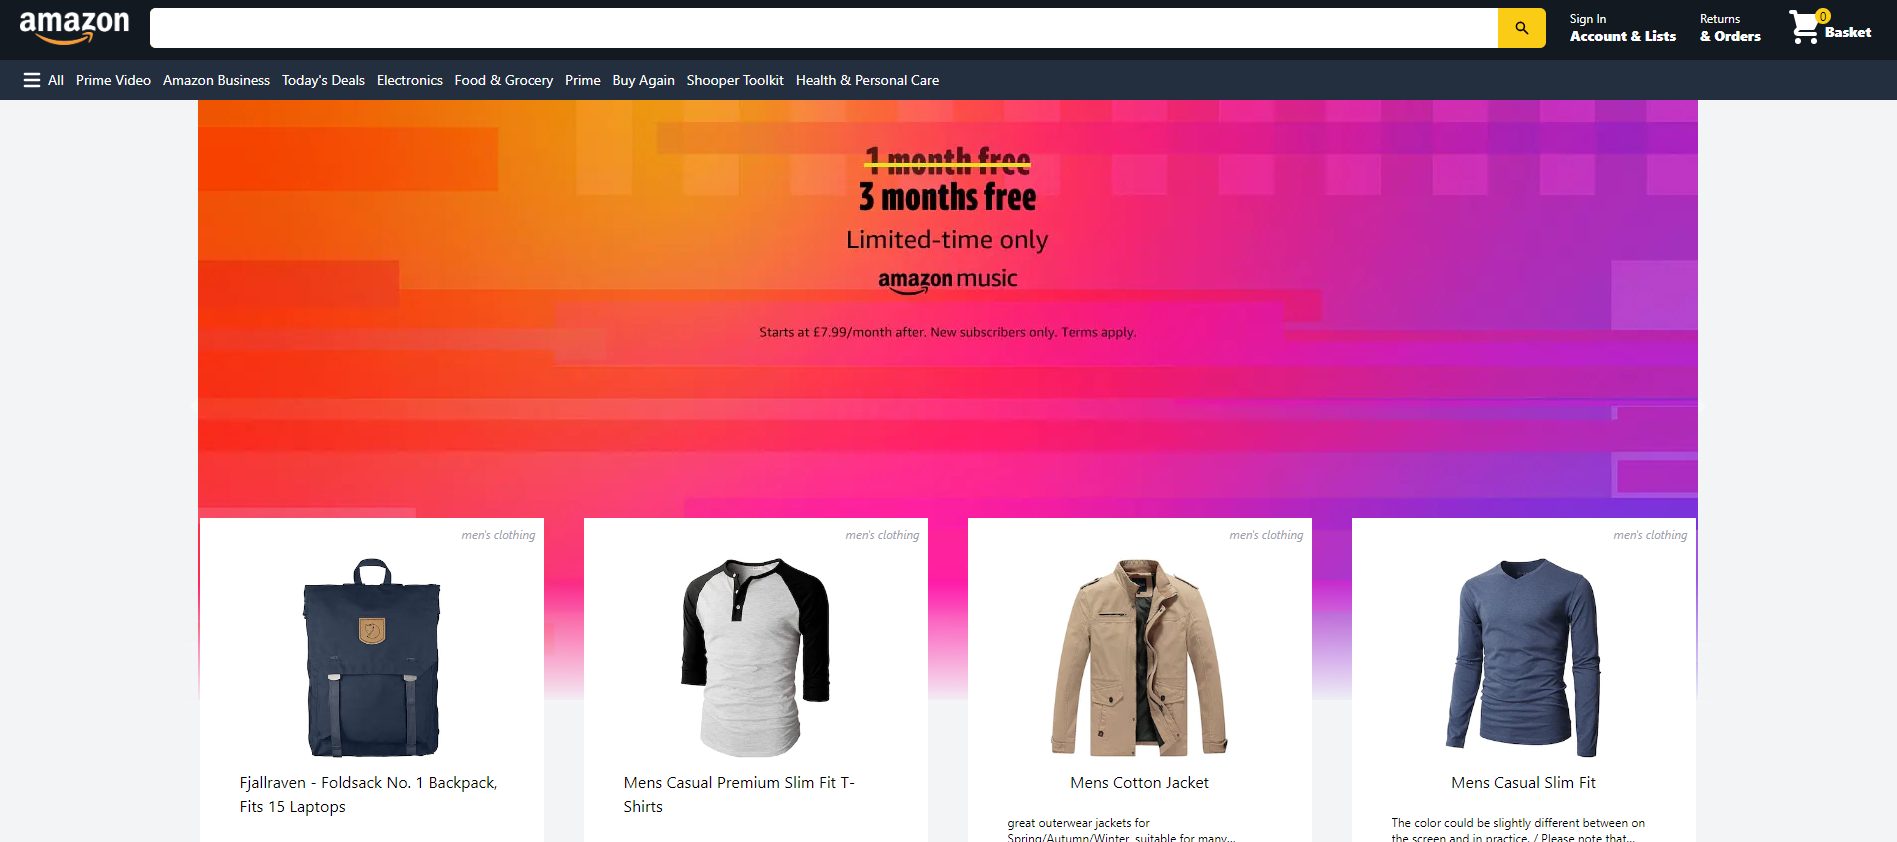 amazon
Sign In
Account & Lists
Returns
& Orders
0
Basket
All Prime Video Amazon Business Today's Deals Electronics Food & Grocery Prime Buy Again Shooper Toolkit Health & Personal Care
1 month free
3 months free
Limited-time only
amazon music
Starts at £7.99/month after. New subscribers only. Terms apply.
men's clothing
Fjallraven - Foldsack No. 1 Backpack,
Fits 15 Laptops
men's clothing
Mens Casual Premium Slim Fit T-
Shirts
men's clothing
Mens Cotton Jacket
great outerwear jackets for
Spring/Autumn/Winter, suitable for many...
men's clothing
Mens Casual Slim Fit
The color could be slightly different between on
the screen and in practice. / Please note that...